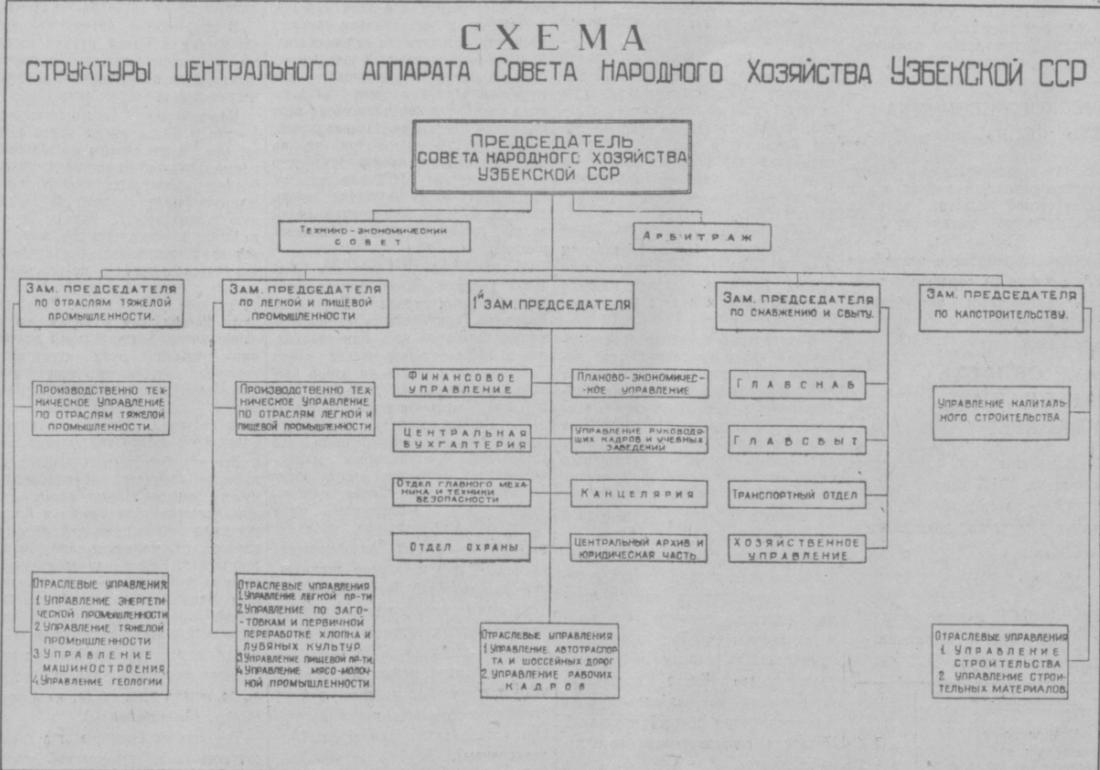 СХЕМА
СТРУКТУРЫ ЦЕНТРАЛЬНОГО АППАРАТА СОВЕТА НАРОДНОГО ХОЗЯЙСТВА УЗБЕКСКОЙ ССР
ПРЕДСЕДАТЕЛЬ
СОВЕТА НАРОДНОГО ХОЗЯЙСТВА
УЗБЕКСКОЙ ССР
ТЕХНИКО-ЭКОНОМИЧЕСКИЙ
СОВЕТ
АРБИТРАЖ
ЗАМ. ПРЕДСЕДАТЕЛЯ
ПО ОТРАСЛЯМ ТЯЖЕЛОЙ
ПРОМЫШЛЕННОСТИ.
ЗАМ. ПРЕДСЕДАТЕЛЯ
ПО ЛЕГКОЙ И ПИЩЕВОЙ
ПРОМЫШЛЕННОСТИ
1й ЗАМ. ПРЕДСЕДАТЕЛЯ
ЗАМ. ПРЕДСЕДАТЕЛЯ
ПО СНАБЖЕНИЮ И СБЫТУ.
ЗАМ. ПРЕДСЕДАТЕЛЯ
ПО КАПСТРОИТЕЛЬСТВУ.
ПРОИЗВОДСТВЕННО ТЕХ-
НИЧЕСКОЕ УПРАВЛЕНИЕ
ПО ОТРАСЛЯМ ТЯЖЕЛОЙ
ПРОМЫШЛЕННОСТИ.
ПРОИЗВОДСТВЕННО ТЕХ-
НИЧЕСКОЕ УПРАВЛЕНИЕ
ПО ОТРАСЛЯМ ЛЕГКОЙ И
ПИЩЕВОЙ ПРОМЫШЛЕННОСТИ
ФИНАНСОВОЕ
УПРАВЛЕНИЕ
ПЛАНОВО-ЭКОНОМИЧЕС-
-КОЕ УПРАВЛЕНИЕ
ГЛАВСНАБ
УПРАВЛЕНИЕ КАПИТАЛЬ-
НОГО СТРОИТЕЛЬСТВА.
ЦЕНТРАЛЬНАЯ
БУХГАЛТЕРИЯ
УПРАВЛЕНИЕ РУКОВОДЯ-
ЩИХ КАДРОВ И УЧЕБНЫХ
ЗАВЕДЕНИЙ
ГЛАВСБЫТ
ОТДЕЛ ГЛАВНОГО МЕХА-
НИКА И ТЕХНИКИ
БЕЗОПАСНОСТИ
КАНЦЕЛЯРИЯ
ТРАНСПОРТНЫЙ ОТДЕЛ
ОТДЕЛ ОХРАНЫ
ЦЕНТРАЛЬНЫЙ АРХИВ И
ЮРИДИЧЕСКАЯ ЧАСТЬ
ХОЗЯЙСТВЕННОЕ
УПРАВЛЕНИЕ
ОТРАСЛЕВЫЕ УПРАВЛЕНИЯ
1 УПРАВЛЕНИЕ ЭНЕРГЕТИ-
ЧЕСКОЙ ПРОМЫШЛЕННОСТИ
2 УПРАВЛЕНИЕ ТЯЖЕЛОЙ
ПРОМЫШЛЕННОСТИ
3 УПРАВЛЕНИЕ
МАШИНОСТРОЕНИЯ
4 УПРАВЛЕНИЕ ГЕОЛОГИИ
ОТРАСЛЕВЫЕ УПРАВЛЕНИЯ
1 УПРАВЛЕНИЕ ЛЕГКОЙ ПР-ТИ
2 УПРАВЛЕНИЕ ПО ЗАГО-
-ТОВКАМ И ПЕРВИЧНОЙ
ПЕРЕРАБОТКЕ ХЛОПКА И
ЛУБЯНЫХ КУЛЬТУР
3 УПРАВЛЕНИЕ ПИЩЕВОЙ ПР-ТИ.
4 УПРАВЛЕНИЕ МЯСО-МОЛОЧ-
НОЙ ПРОМЫШЛЕННОСТИ
ОТРАСЛЕВЫЕ УПРАВЛЕНИЯ
1 УПРАВЛЕНИЕ АВТОТРАСПОР-
ТА И ШОССЕЙНЫХ ДОРОГ
2 УПРАВЛЕНИЕ РАБОЧИХ
КАДРОВ
ОТРАСЛЕВЫЕ УПРАВЛЕНИЯ
1 УПРАВЛЕНИЕ
СТРОИТЕЛЬСТВА
2 УПРАВЛЕНИЕ СТРОИ-
ТЕЛЬНЫХ МАТЕРИАЛОВ.